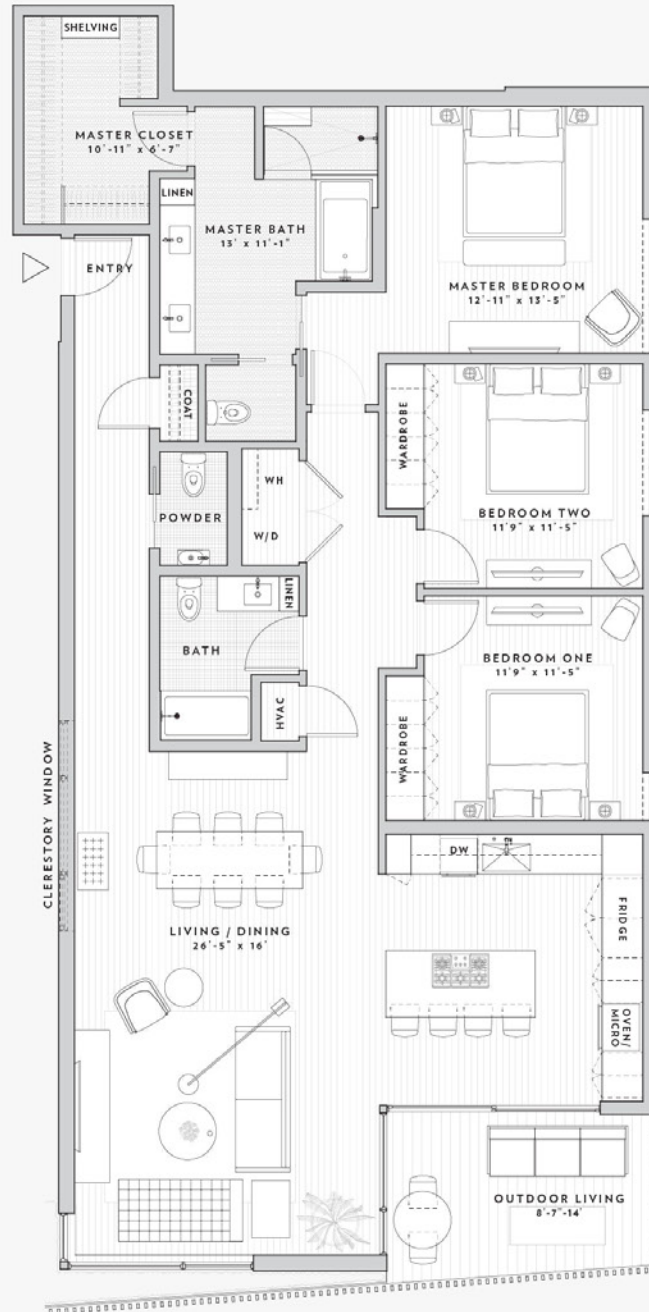 SHELVING
MASTER CLOSET
10'-11" x 6'-7"
LINEN
MASTER BATH
13' x 11'-1"
ENTRY
MASTER BEDROOM
12'-11" x 13'-5"
COAT
WARDROBE
WH
W/D
POWDER
BEDROOM TWO
11'9" x 11'-5"
LINEN
BATH
BEDROOM ONE
11'9" x 11'-5"
HVAC
WARDROBE
CLERESTORY WINDOW
DW
FRIDGE
LIVING / DINING
26'-5" x 16'
OVEN/
MICRO
OUTDOOR LIVING
8'-7"-14'